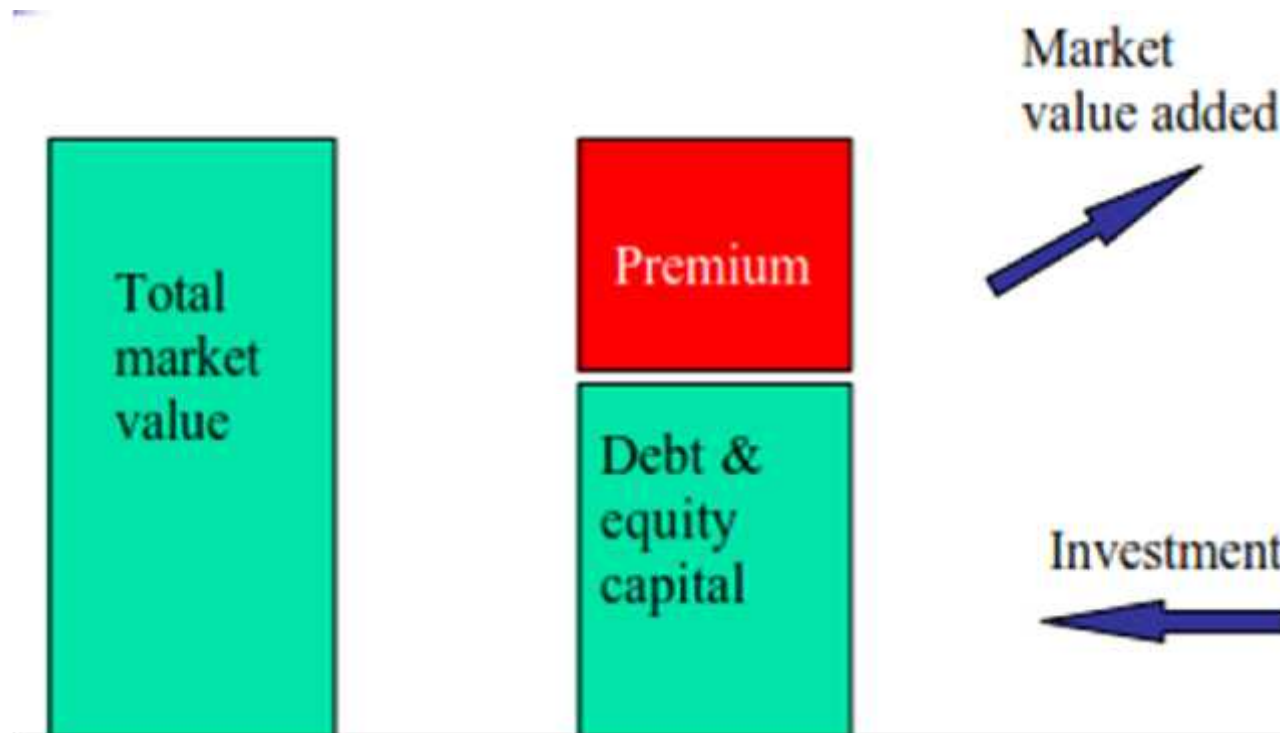 Market
value added
Premium
Total
market
value
Debt &
equity
capital
Investment